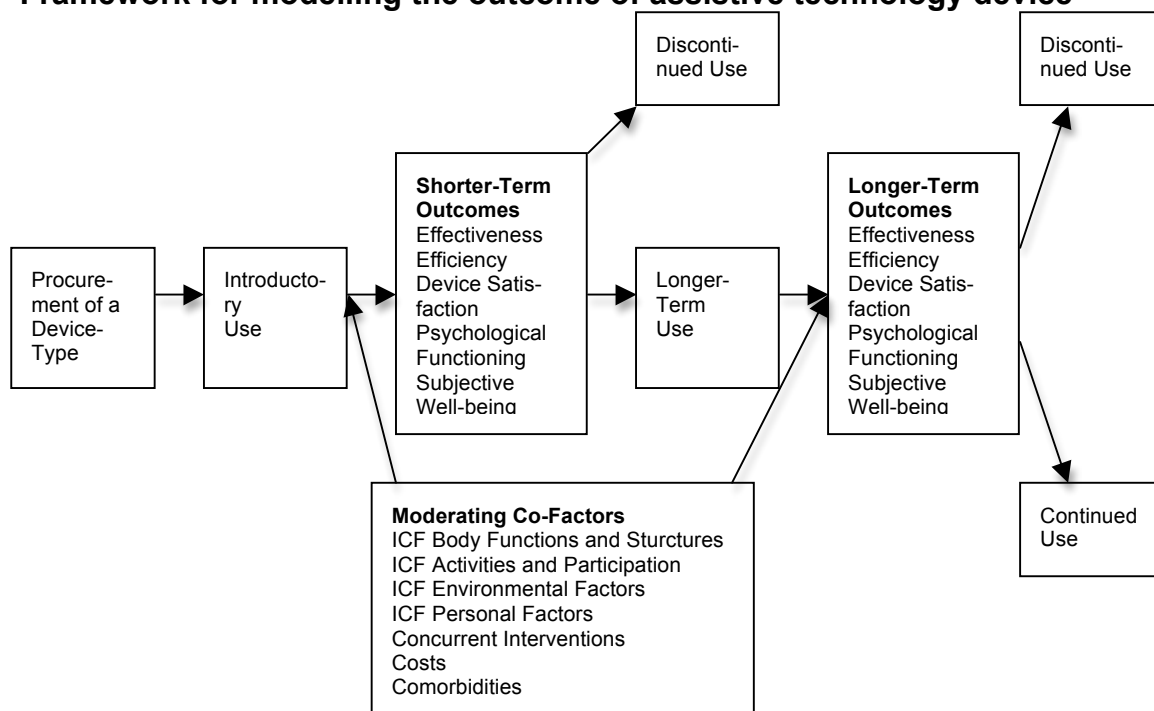 Framework for modelling the outcome of assistive technology device
Disconti-
nued Use
Disconti-
nued Use
Shorter-Term
Outcomes
Effectiveness
Efficiency
Device Satis-
faction
Psychological
Functioning
Subjective
Well-being
Longer-Term
Outcomes
Effectiveness
Efficiency
Device Satis-
faction
Psychological
Functioning
Subjective
Well-being
Procure-
ment of a
Device-
Type
Introducto-
ry
Use
Longer-
Term
Use
Moderating Co-Factors
ICF Body Functions and Sturctures
ICF Activities and Participation
ICF Environmental Factors
ICF Personal Factors
Concurrent Interventions
Costs
Comorbidities
Continued
Use